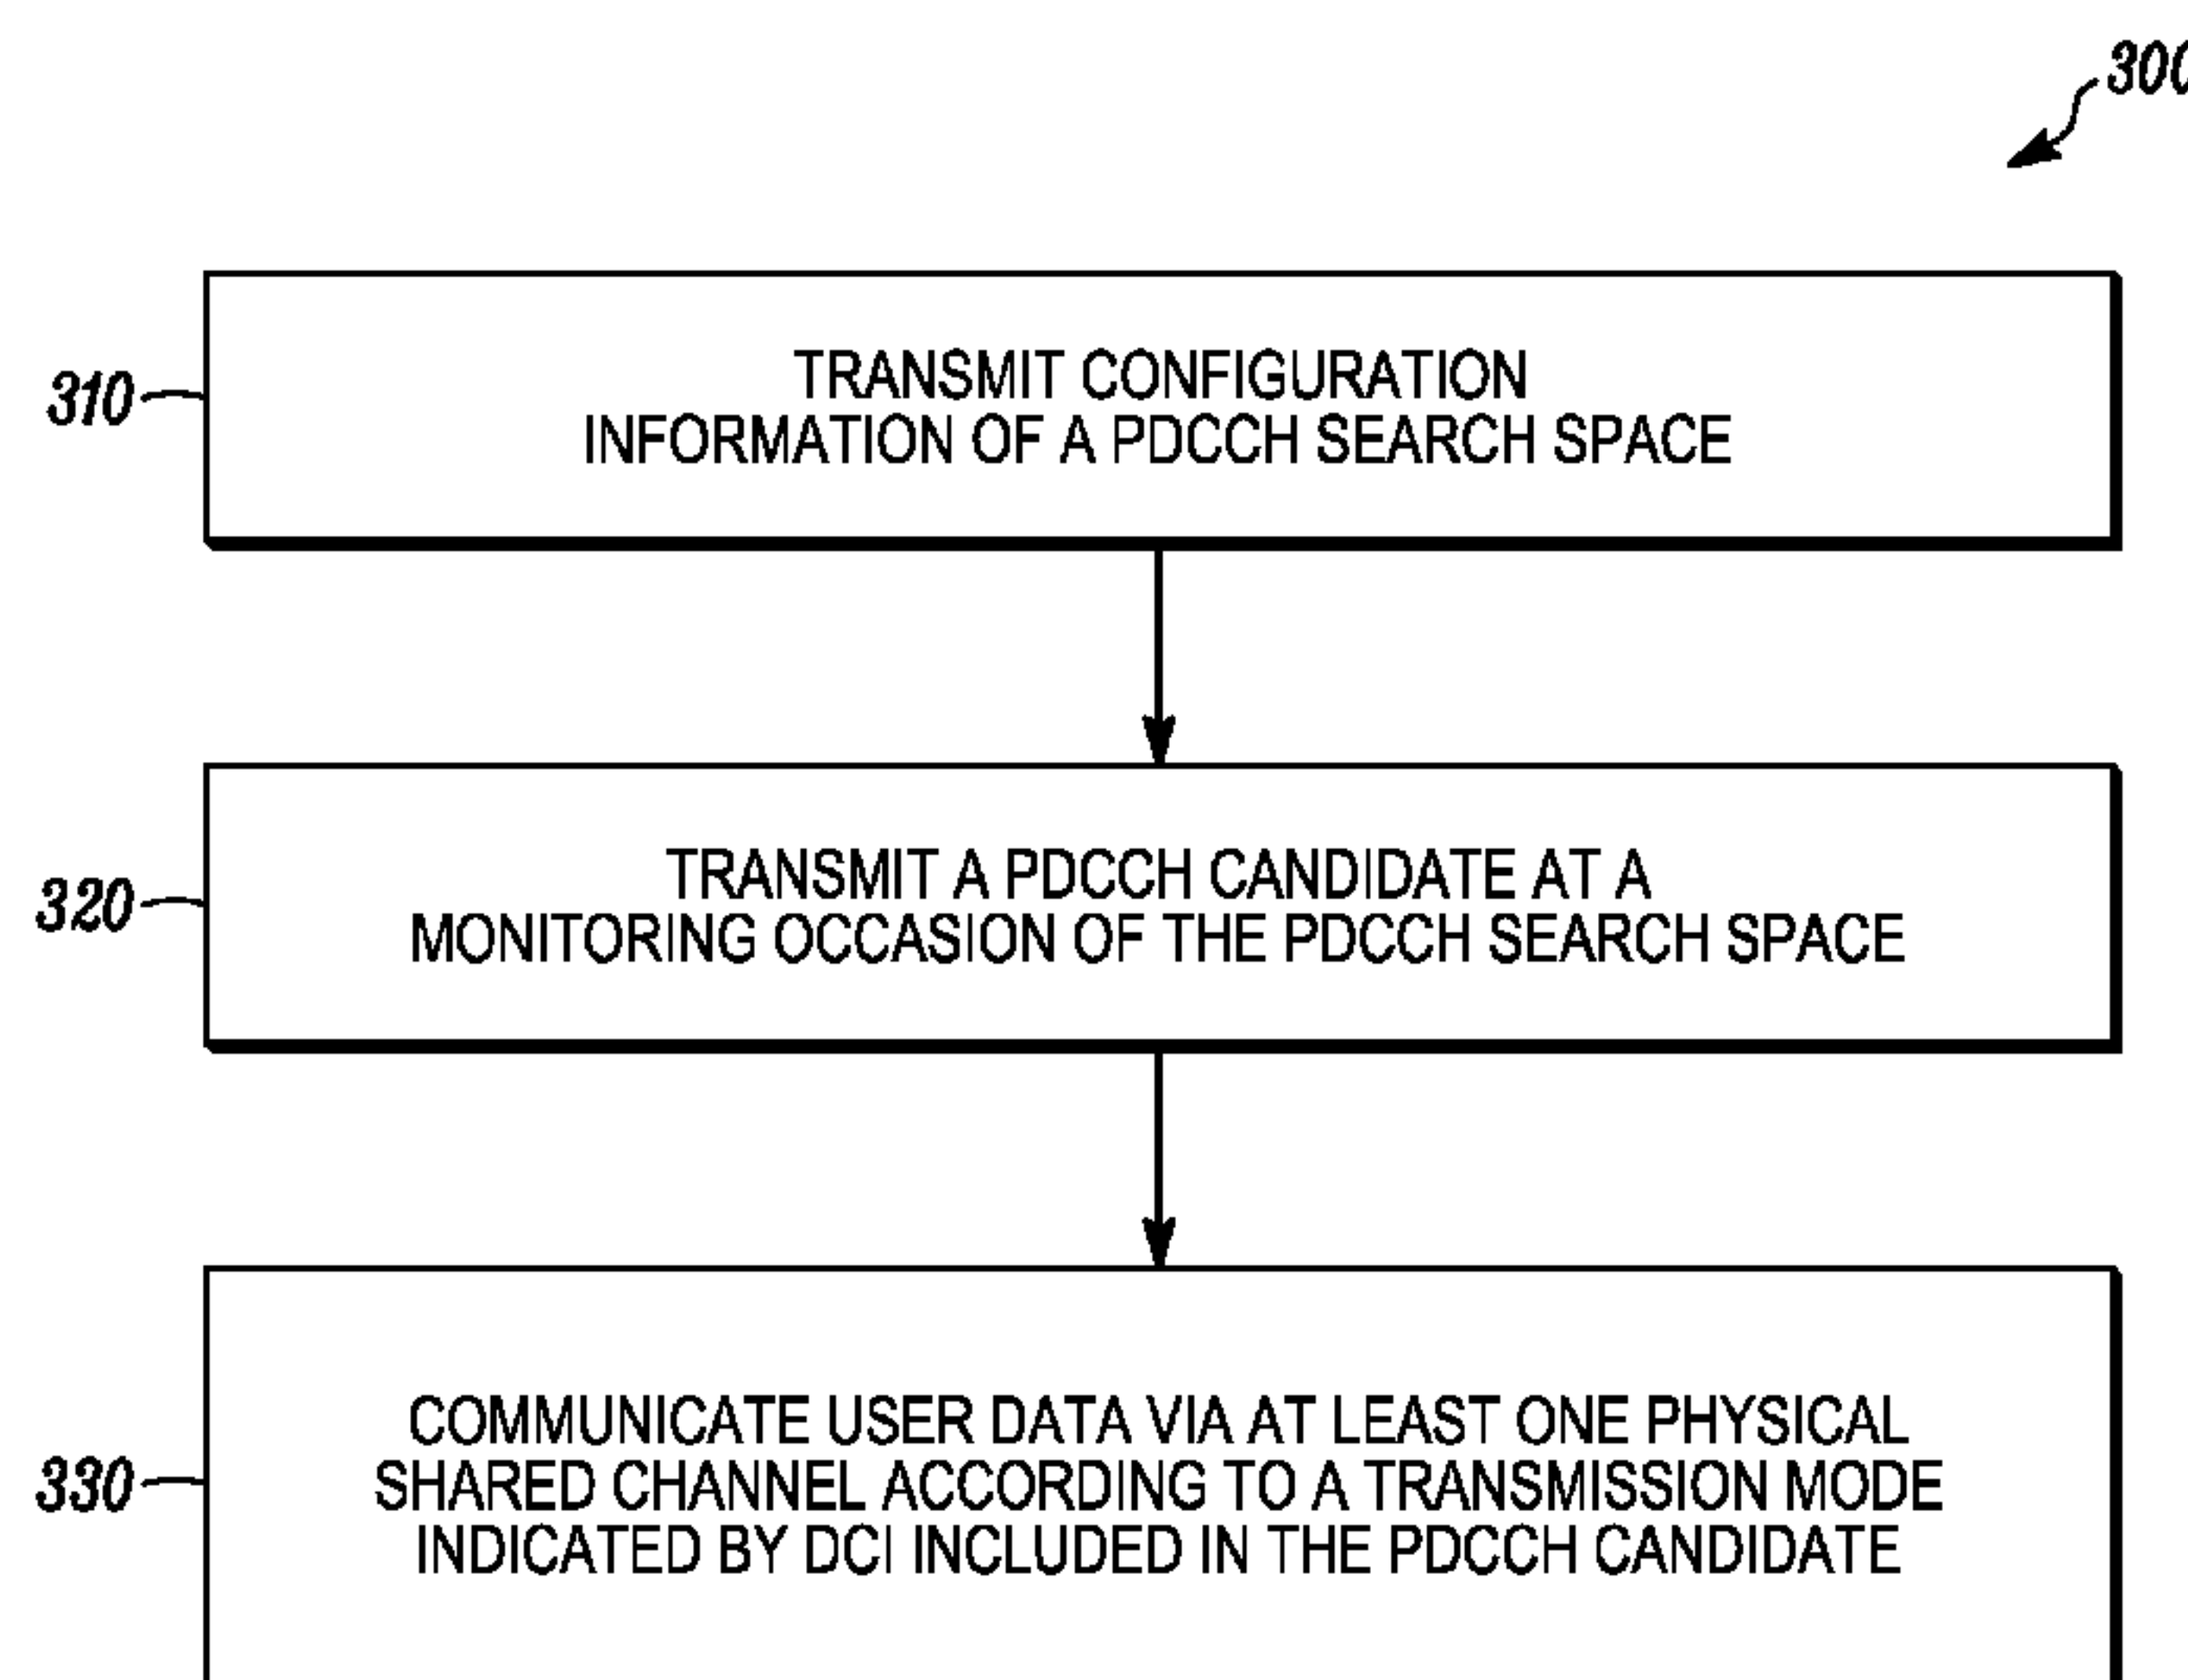 300
310
TRANSMIT CONFIGURATION
INFORMATION OF A PDCCH SEARCH SPACE
320
TRANSMIT A PDCCH CANDIDATE AT A
MONITORING OCCASION OF THE PDCCH SEARCH SPACE
330
COMMUNICATE USER DATA VIA AT LEAST ONE PHYSICAL
SHARED CHANNEL ACCORDING TO A TRANSMISSION MODE
INDICATED BY DCI INCLUDED IN THE PDCCH CANDIDATE